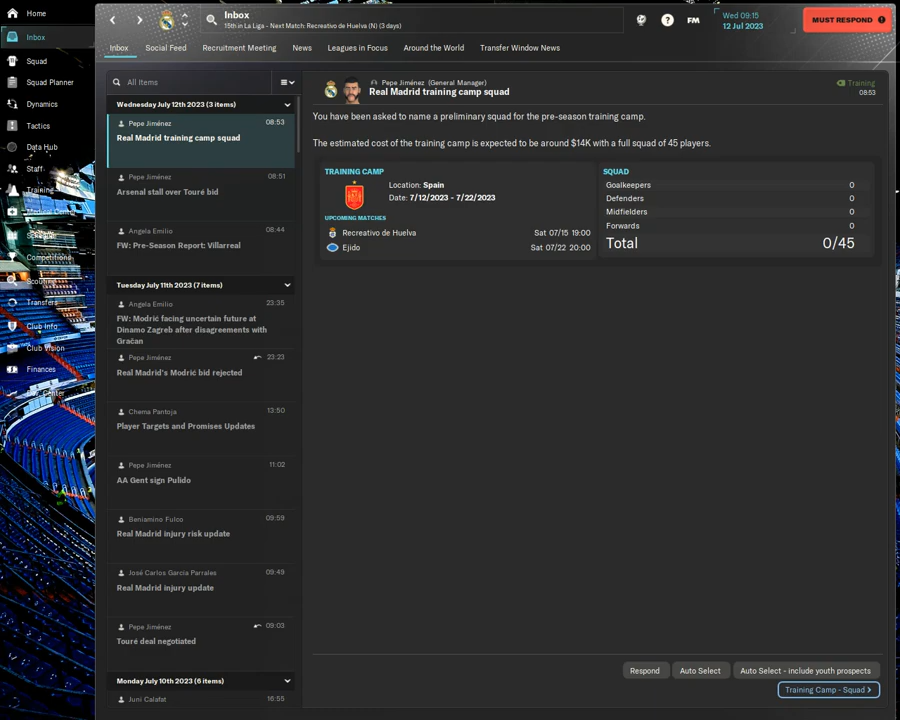 Home
Inbox
Squad
Squad Planner
Dynamics
Tactics
Data Hub
Staff
Training
Medical Center
Competitions
Scouting
Transfers
Club Info
Club Vision
Finances
Dev. Center
Inbox
15th in La Liga - Next Match: Recreativo de Huelva (N) (3 days)
FM
Wed 09:15
12 Jul 2023
MUST RESPOND
Inbox
Social Feed
Recruitment Meeting
News
Leagues in Focus
Around the World
Transfer Window News
All Items
Wednesday July 12th 2023 (3 items)
Pepe Jiménez 08:53
Real Madrid training camp squad
Pepe Jiménez 08:51
Arsenal stall over Touré bid
Angela Emilio 08:44
FW: Pre-Season Report: Villarreal
Tuesday July 11th 2023 (7 items)
Angela Emilio 23:35
FW: Modrić facing uncertain future at
Dinamo Zagreb after disagreements with
Gračan
Pepe Jiménez 23:23
Real Madrid's Modrić bid rejected
Chema Pantoja 13:50
Player Targets and Promises Updates
Pepe Jiménez 11:02
AA Gent sign Pulido
Beniamino Fulco 09:59
Real Madrid injury risk update
José Carlos García Parrales 09:49
Real Madrid injury update
Pepe Jiménez 09:03
Touré deal negotiated
Monday July 10th 2023 (6 items)
Juni Calafat 16:55
Pepe Jiménez (General Manager)
Real Madrid training camp squad
Training
08:53
You have been asked to name a preliminary squad for the pre-season training camp.
The estimated cost of the training camp is expected to be around $14K with a full squad of 45 players.
TRAINING CAMP
Location: Spain
Date: 7/12/2023 - 7/22/2023
UPCOMING MATCHES
Recreativo de Huelva Sat 07/15 19:00
Ejido Sat 07/22 20:00
SQUAD
Goalkeepers 0
Defenders 0
Midfielders 0
Forwards 0
Total 0/45
Respond
Auto Select
Auto Select - include youth prospects
Training Camp - Squad